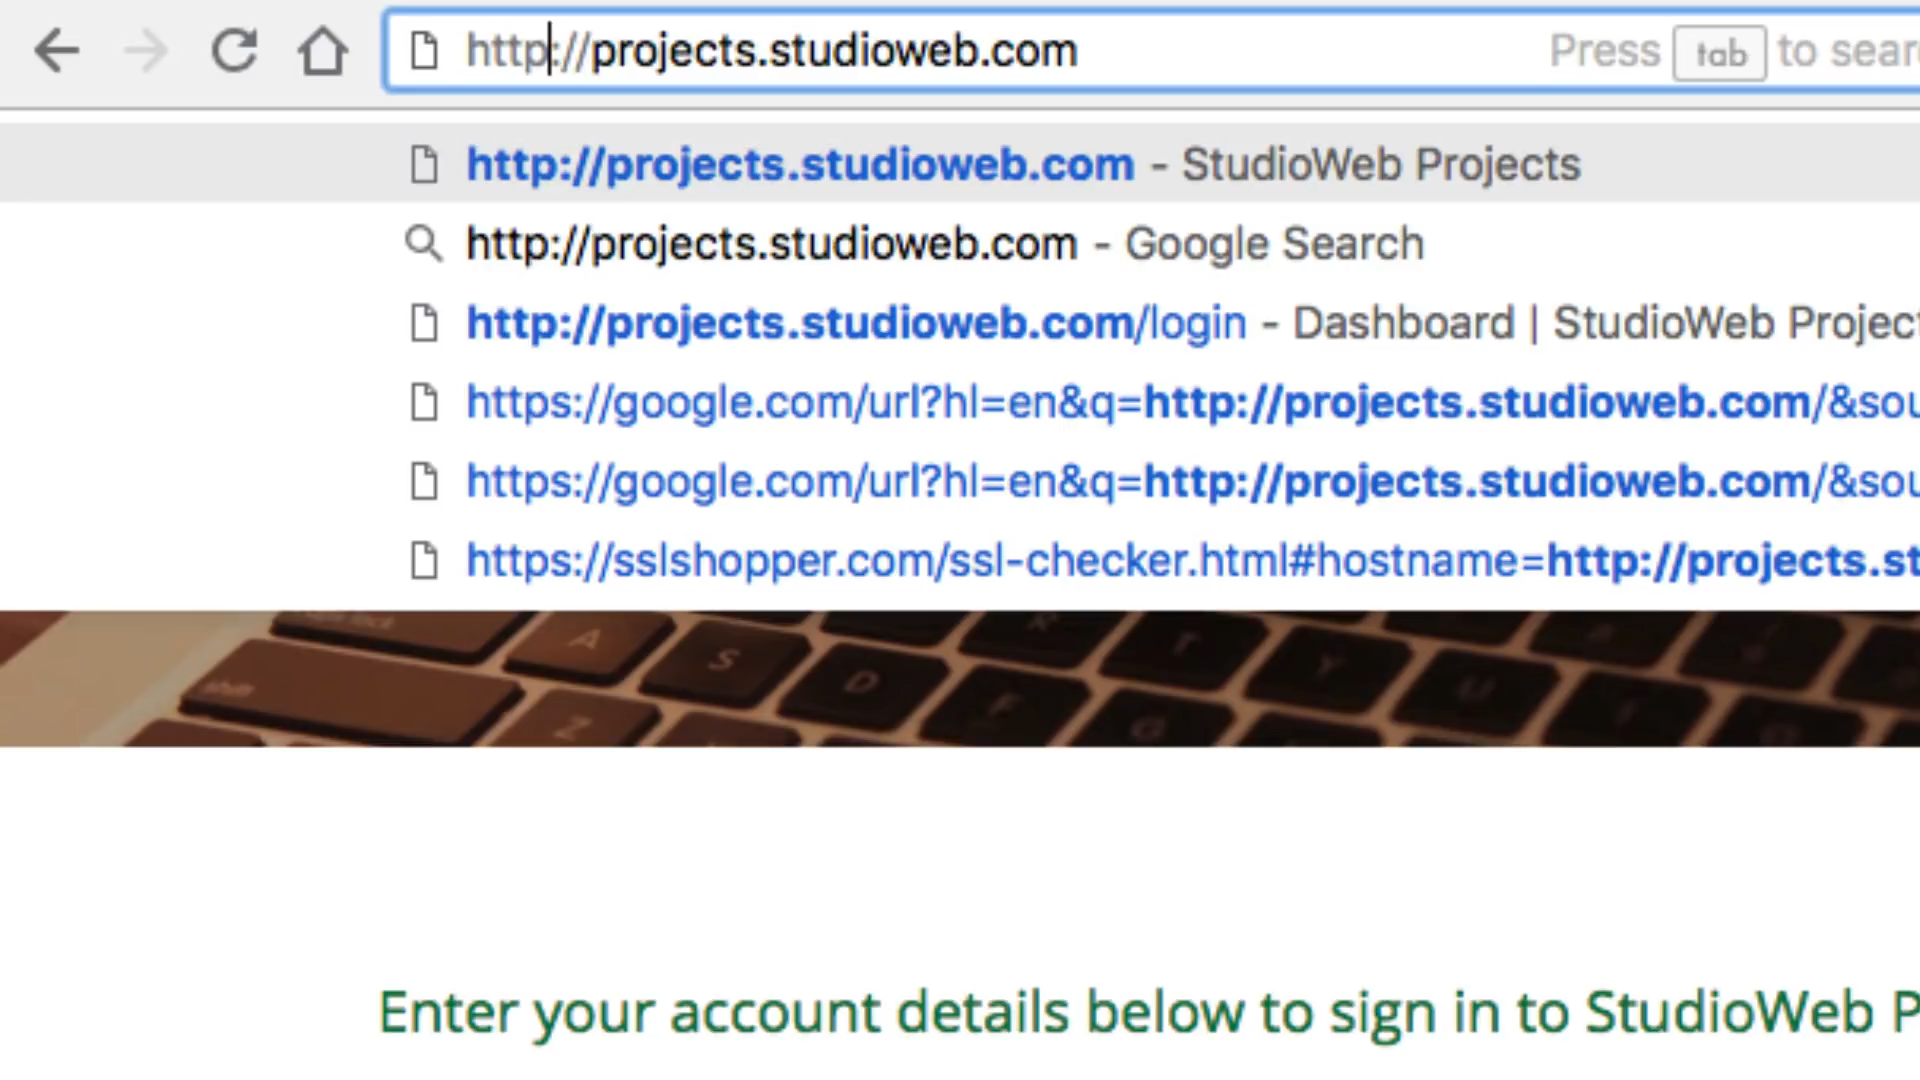 http://projects.studioweb.com Press tab to sear
http://projects.studioweb.com - StudioWeb Projects
http://projects.studioweb.com - Google Search
http://projects.studioweb.com/login - Dashboard | StudioWeb Project
https://google.com/url?hl=en&q=http://projects.studioweb.com/&sou
https://google.com/url?hl=en&q=http://projects.studioweb.com/&sou
https://sslshopper.com/ssl-checker.html#hostname=http://projects.st
A S D F G T Y U
shift Z
Enter your account details below to sign in to StudioWeb P